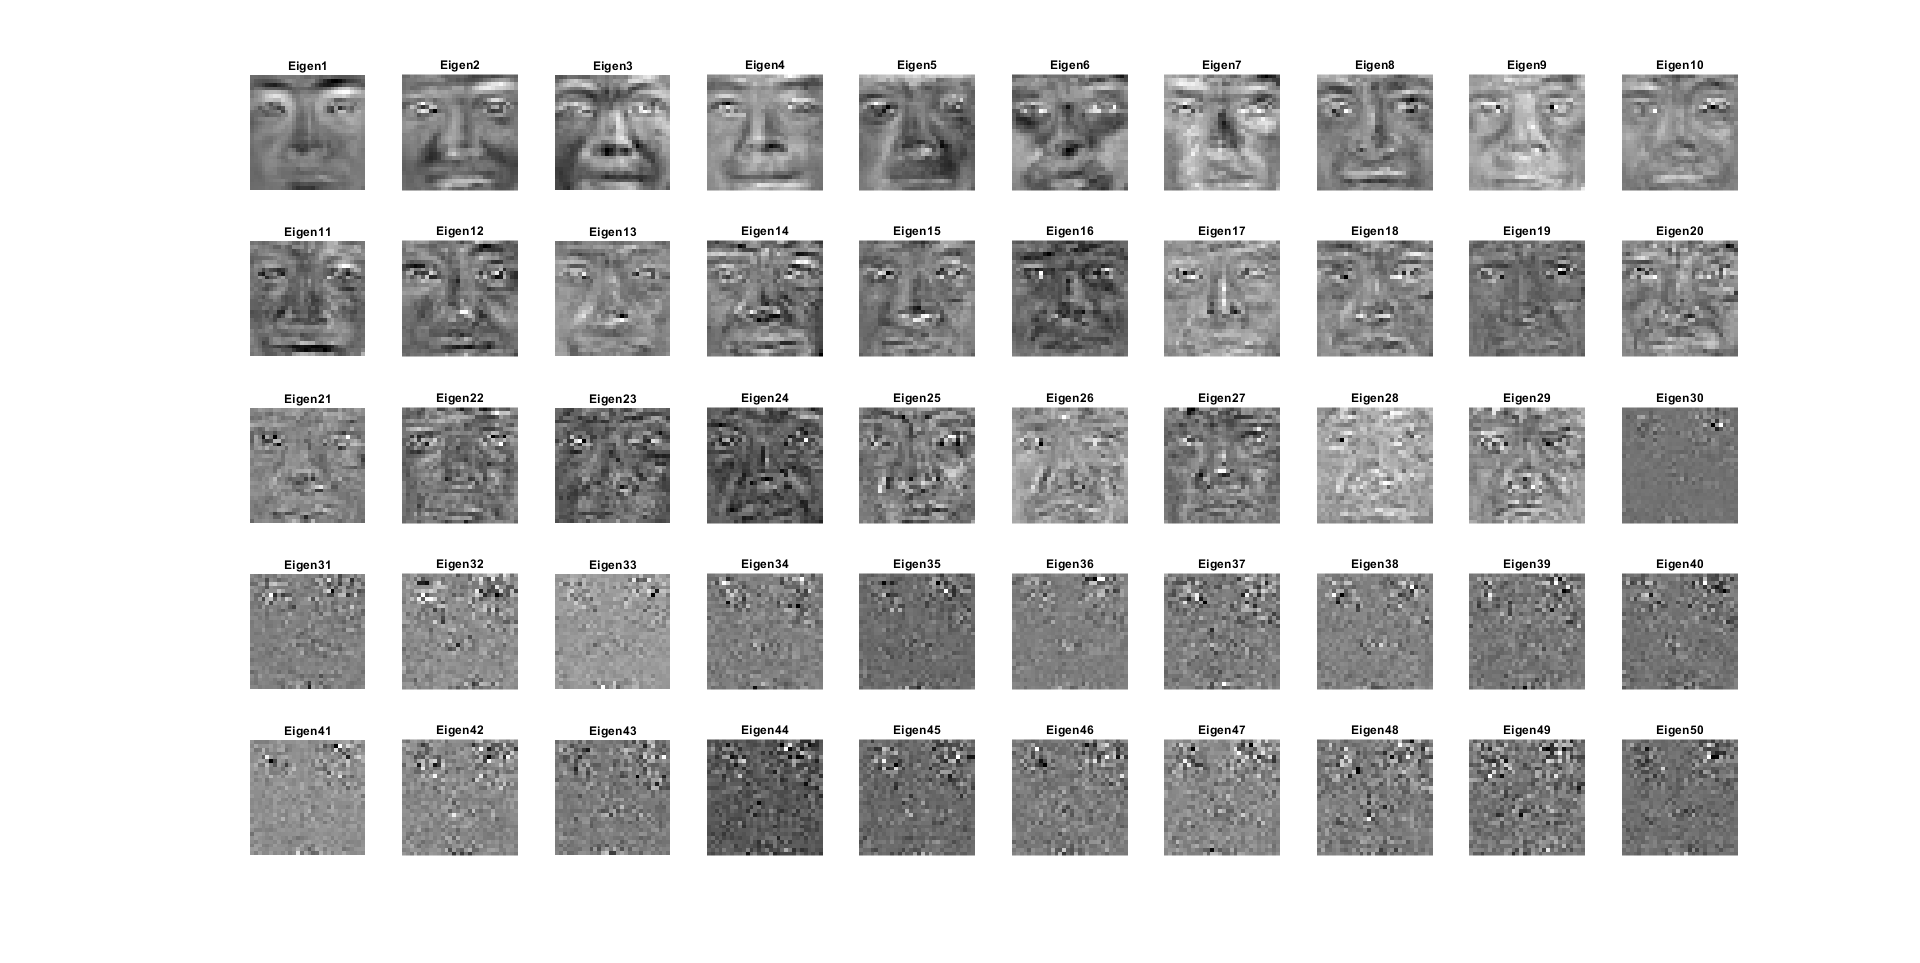 Eigen1 Eigen2 Eigen3 Eigen4 Eigen5 Eigen6 Eigen7 Eigen8 Eigen9 Eigen10
Eigen11 Eigen12 Eigen13 Eigen14 Eigen15 Eigen16 Eigen17 Eigen18 Eigen19 Eigen20
Eigen21 Eigen22 Eigen23 Eigen24 Eigen25 Eigen26 Eigen27 Eigen28 Eigen29 Eigen30
Eigen31 Eigen32 Eigen33 Eigen34 Eigen35 Eigen36 Eigen37 Eigen38 Eigen39 Eigen40
Eigen41 Eigen42 Eigen43 Eigen44 Eigen45 Eigen46 Eigen47 Eigen48 Eigen49 Eigen50